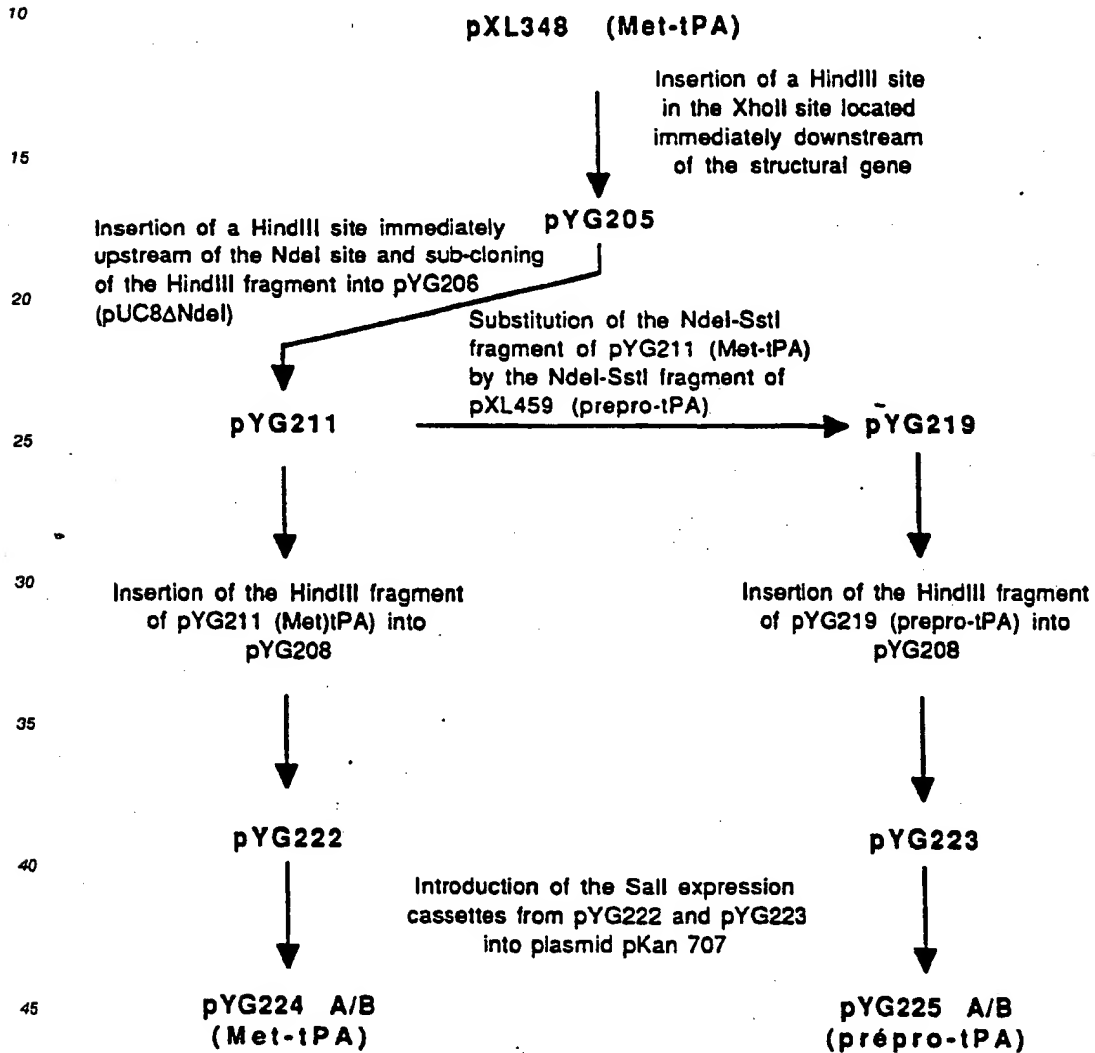 10
pXL348 (Met-tPA)
Insertion of a HindIII site
in the XhoII site located
immediately downstream
of the structural gene
15
pYG205
Insertion of a HindIII site immediately
upstream of the NdeI site and sub-cloning
of the HindIII fragment into pYG206
(pUC8ΔNdeI)
20
Substitution of the NdeI-SstI
fragment of pYG211 (Met-tPA)
by the NdeI-SstI fragment of
pXL459 (prepro-tPA)
pYG211
pYG219
25
30
Insertion of the HindIII fragment
of pYG211 (Met)tPA) into
pYG208
Insertion of the HindIII fragment
of pYG219 (prepro-tPA) into
pYG208
35
pYG222
pYG223
40
Introduction of the SalI expression
cassettes from pYG222 and pYG223
into plasmid pKan 707
45
pYG224 A/B
(Met-tPA)
pYG225 A/B
(prépro-tPA)